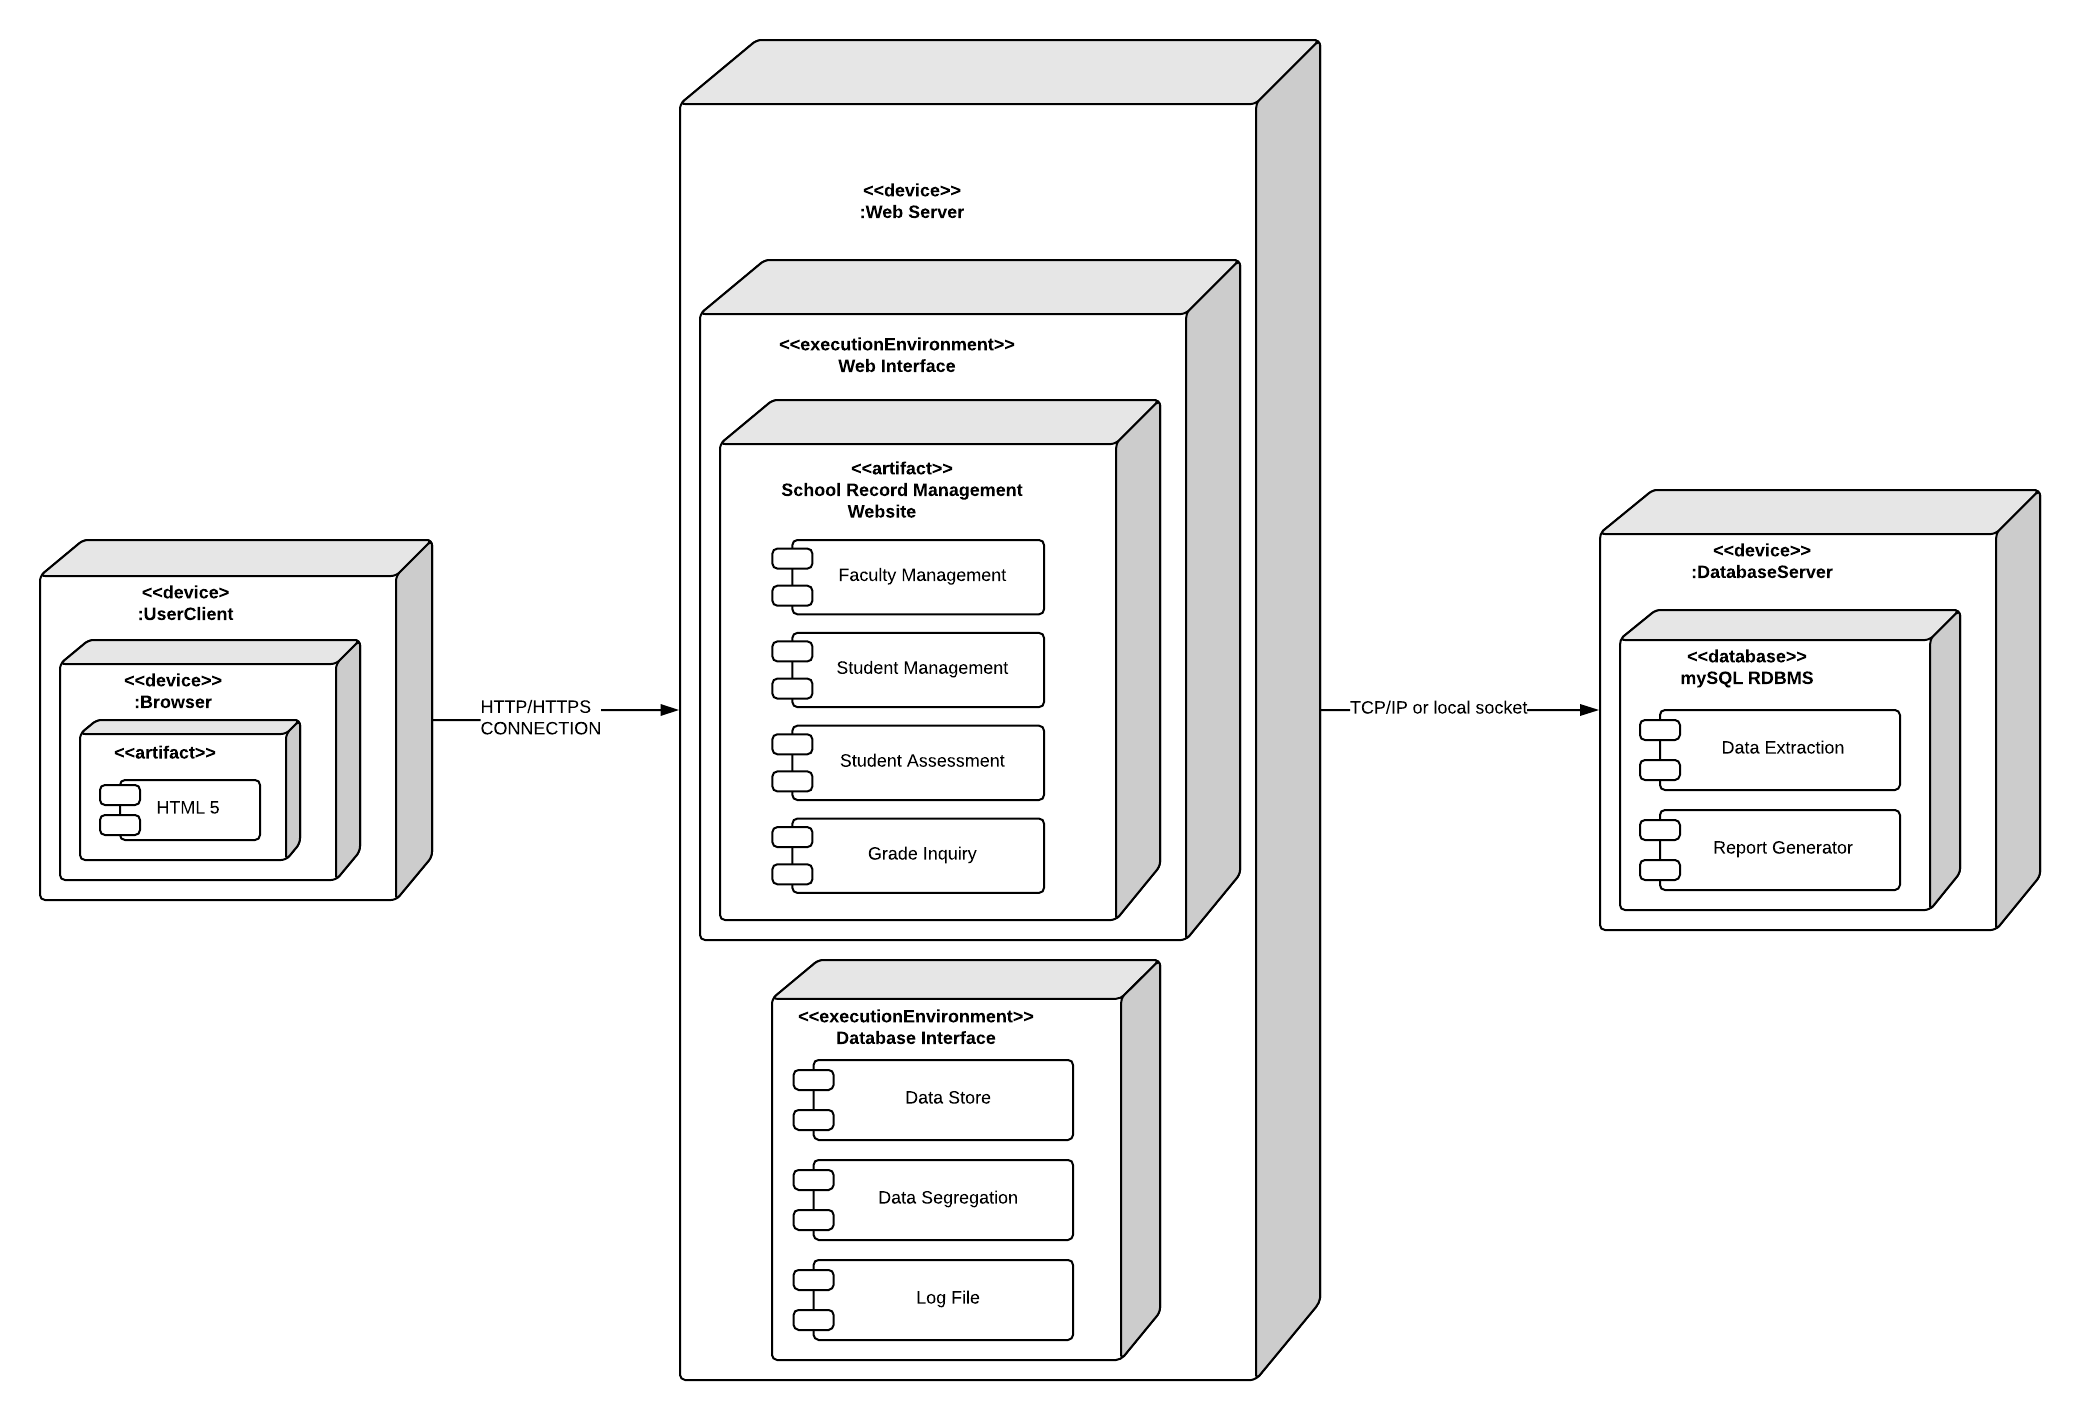 <<device>
:UserClient
<<device>>
:Browser
<<artifact>>
HTML 5
HTTP/HTTPS
CONNECTION
<<device>>
:Web Server
<<executionEnvironment>>
Web Interface
<<artifact>>
School Record Management
Website
Faculty Management
Student Management
Student Assessment
Grade Inquiry
<<executionEnvironment>>
Database Interface
Data Store
Data Segregation
Log File
TCP/IP or local socket
<<device>>
:DatabaseServer
<<database>>
mySQL RDBMS
Data Extraction
Report Generator